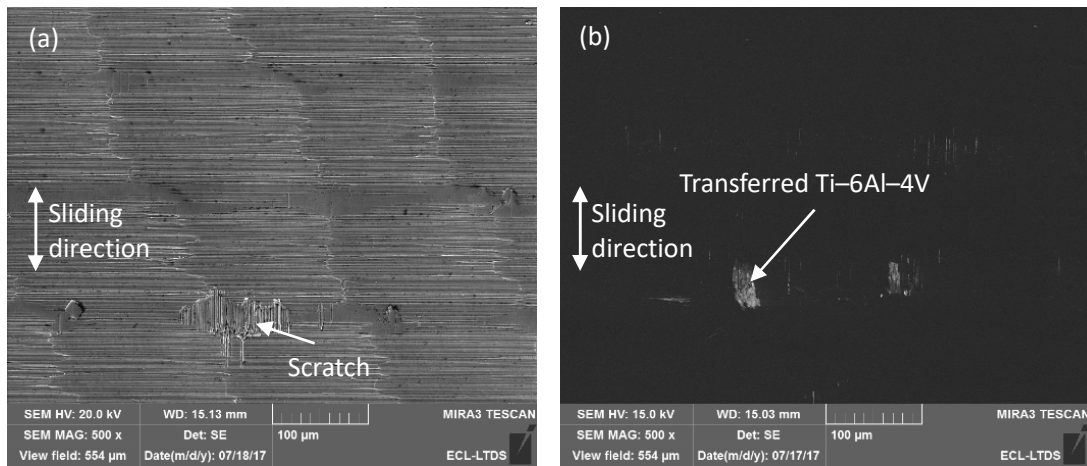 (a)
Sliding
direction
Scratch
SEM HV: 20.0 kV
WD: 15.13 mm
MIRA3 TESCAN
SEM MAG: 500 x
Det: SE
100 μm
View field: 554 μm
Date(m/d/y): 07/18/17
ECL-LTDS
(b)
Transferred Ti–6Al–4V
Sliding
direction
SEM HV: 15.0 kV
WD: 15.03 mm
MIRA3 TESCAN
SEM MAG: 500 x
Det: SE
100 μm
View field: 554 μm
Date(m/d/y): 07/17/17
ECL-LTDS